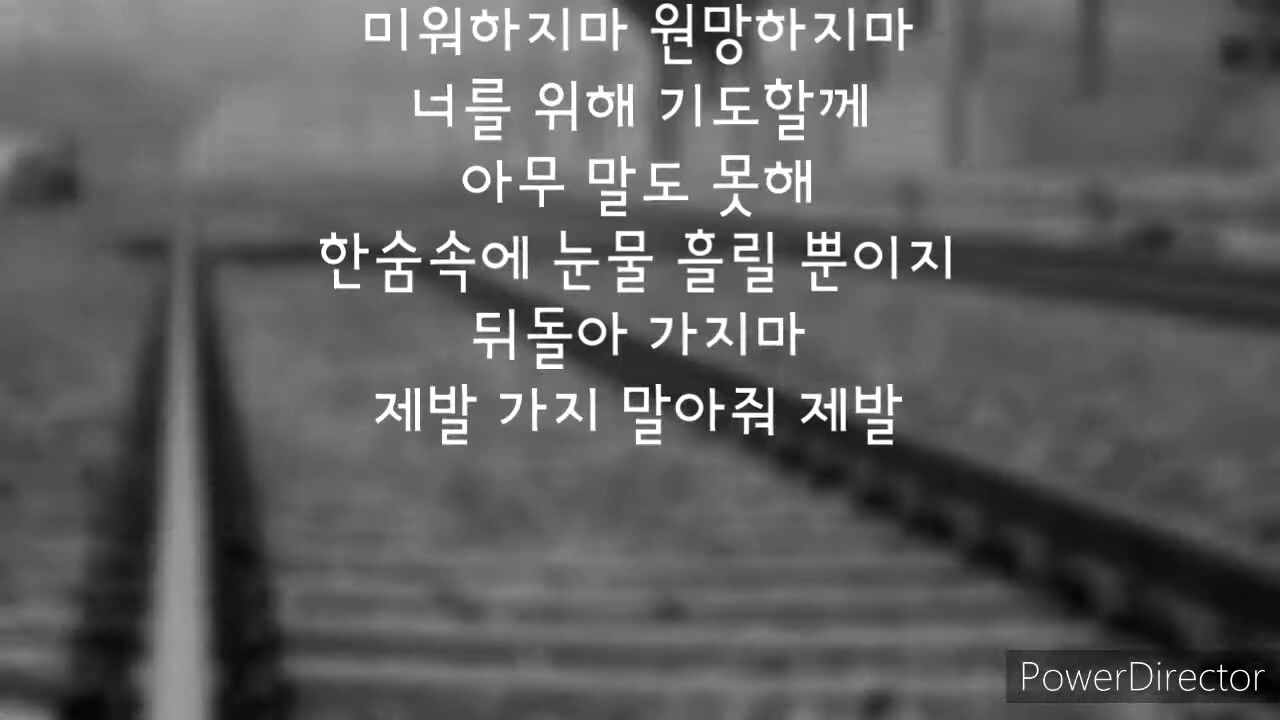 미워하지마 원망하지마
너를 위해 기도할께
아무 말도 못해
한숨속에 눈물 흘릴 뿐이지
뒤돌아 가지마
제발 가지 말아줘 제발
PowerDirector